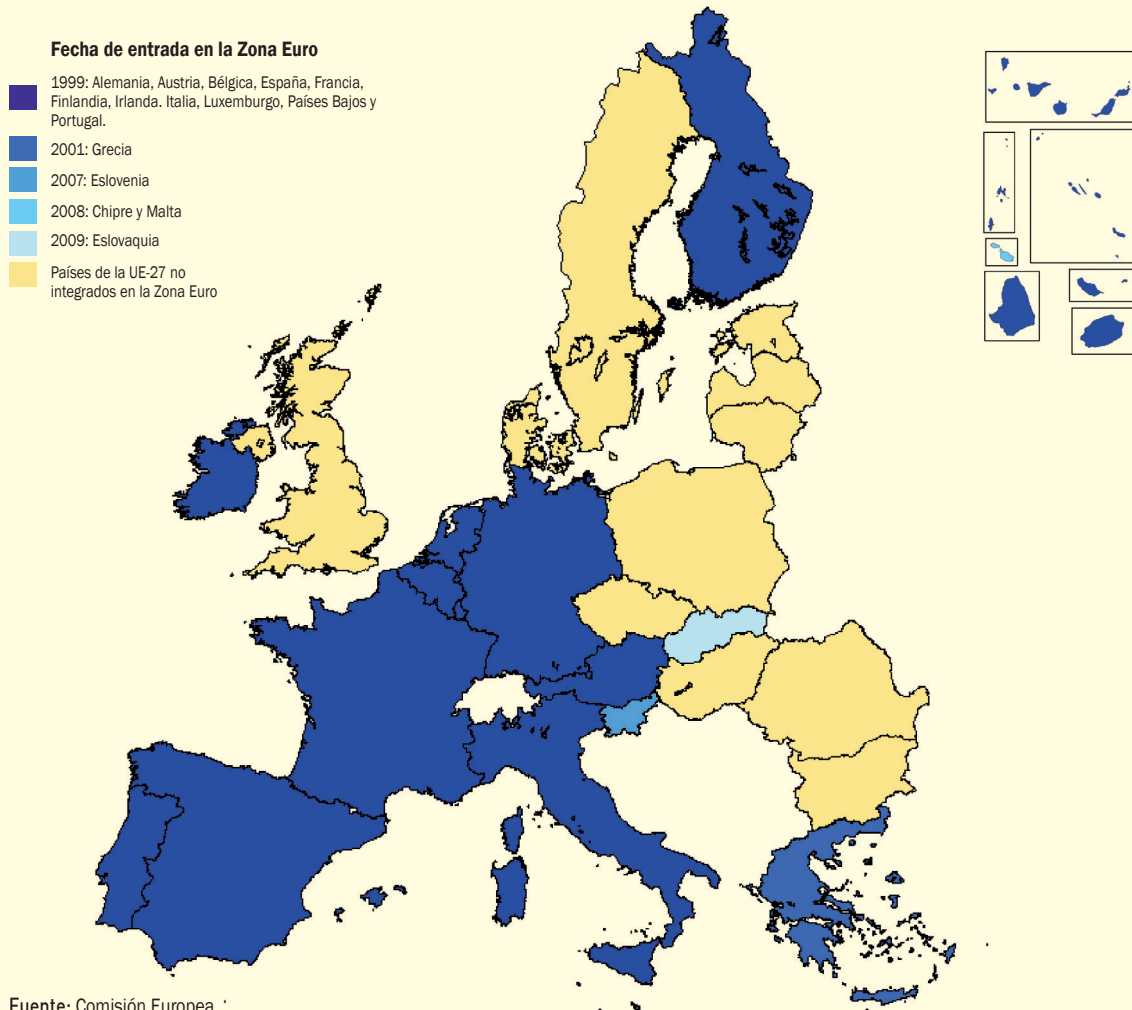 Fecha de entrada en la Zona Euro
1999: Alemania, Austria, Bélgica, España, Francia,
Finlandia, Irlanda. Italia, Luxemburgo, Países Bajos y
Portugal.
2001: Grecia
2007: Eslovenia
2008: Chipre y Malta
2009: Eslovaquia
Países de la UE-27 no
integrados en la Zona Euro
Fuente: Comisión Europea